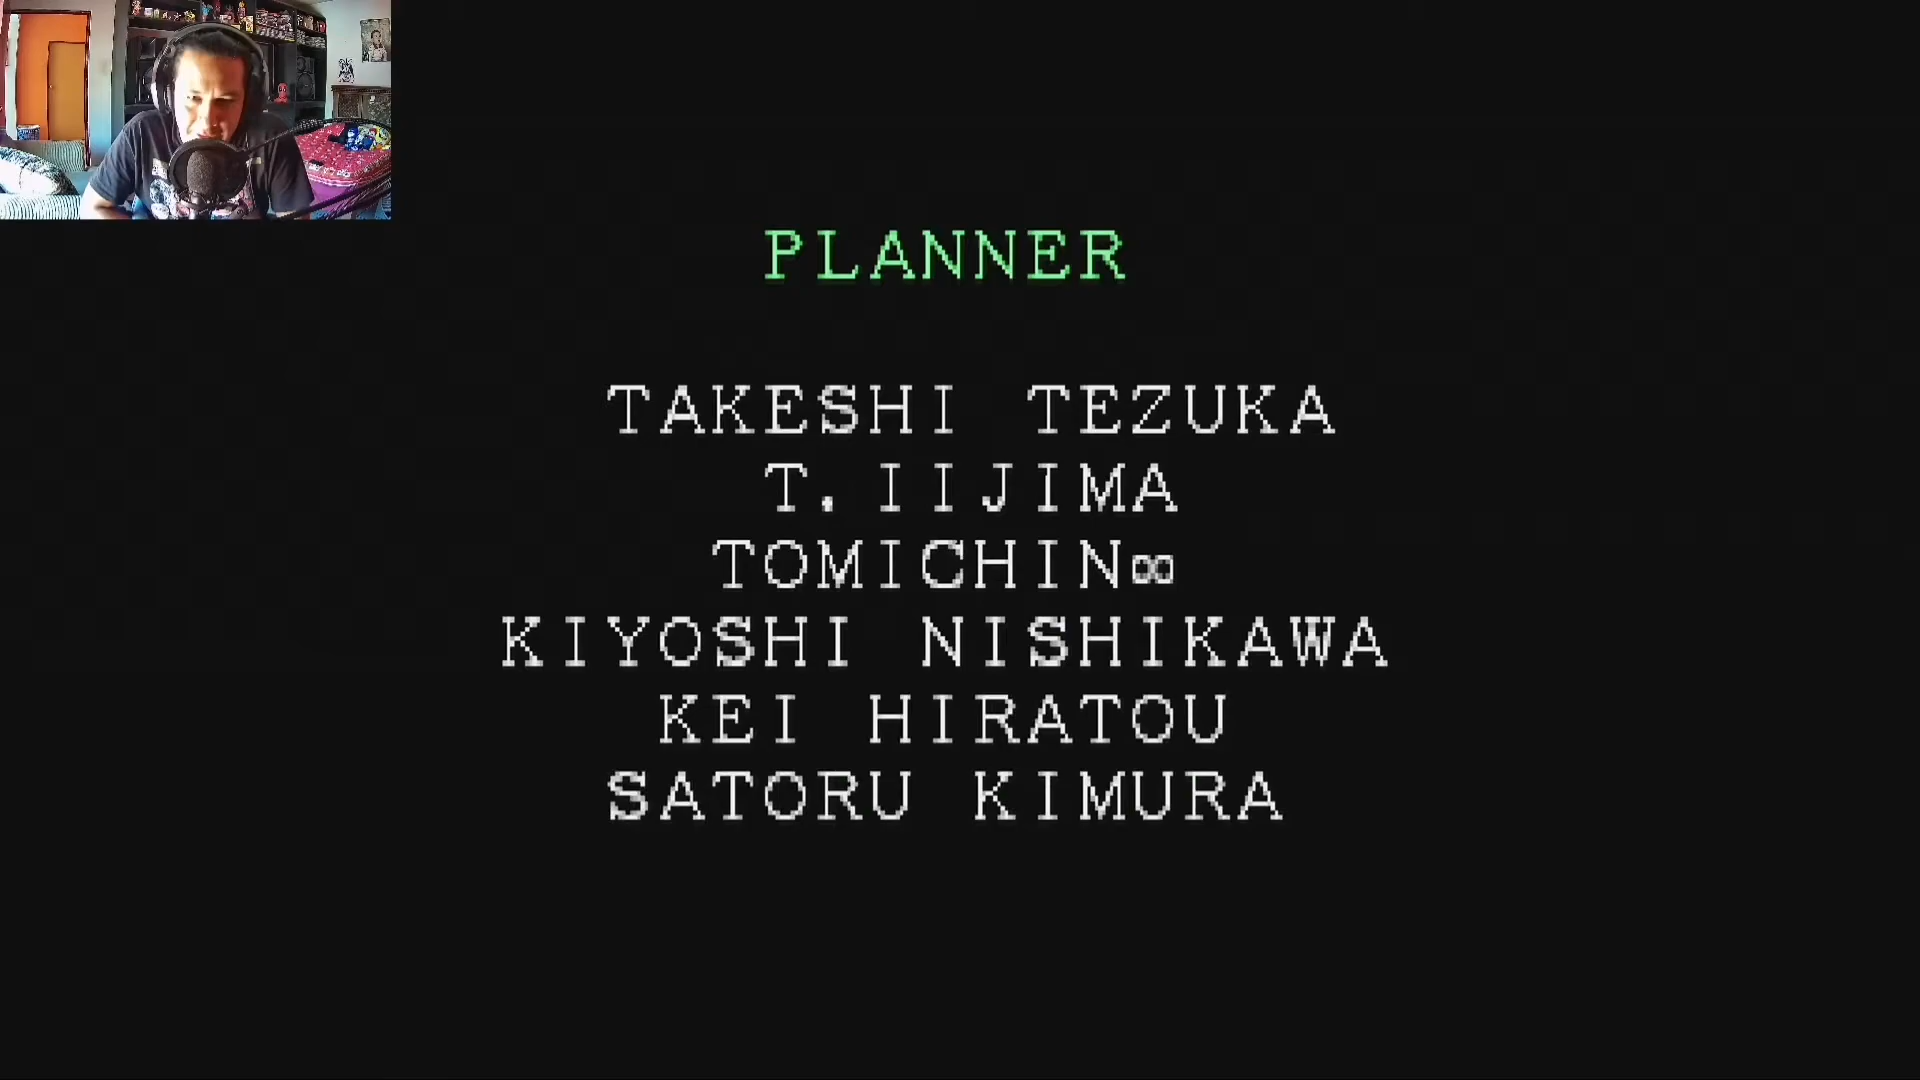 PLANNER
TAKESHI TEZUKA
T.IIJIMA
TOMICHIN∞
KIYOSHI NISHIKAWA
KEI HIRATOU
SATORU KIMURA